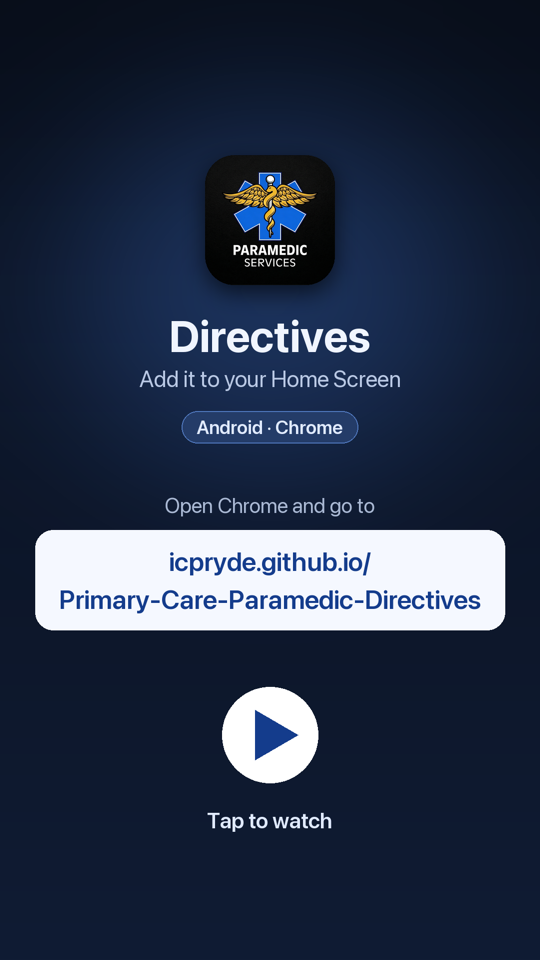 PARAMEDIC
SERVICES
Directives
Add it to your Home Screen
Android · Chrome
Open Chrome and go to
icpryde.github.io/
Primary-Care-Paramedic-Directives
Tap to watch